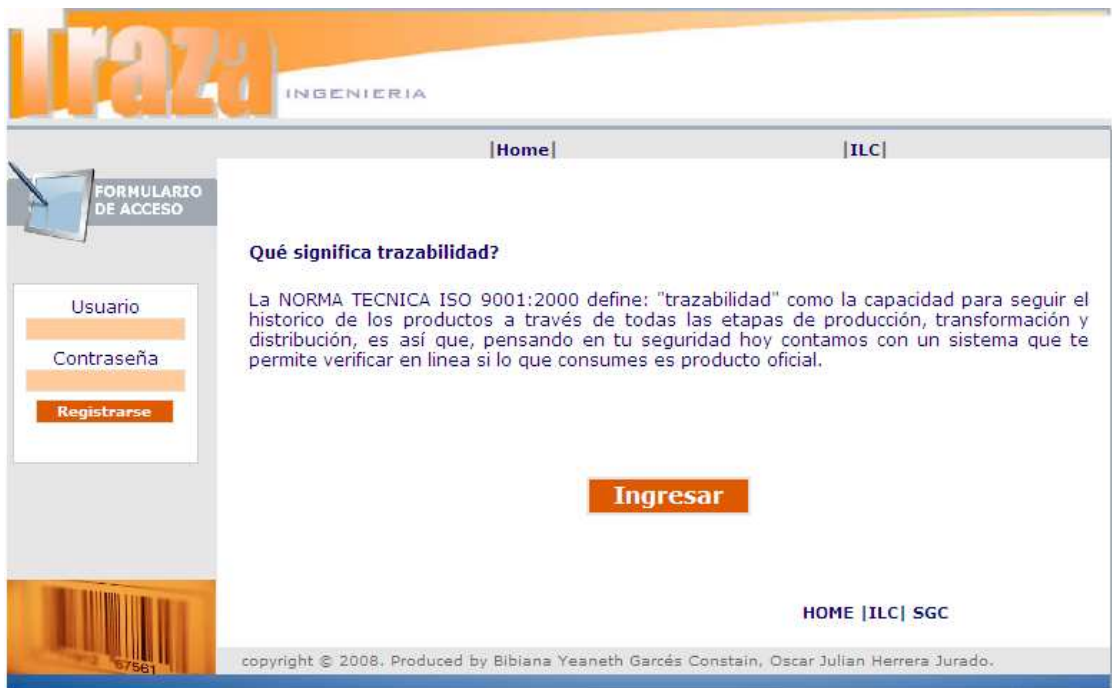 Traza
INGENIERIA
|Home| |ILC|
FORMULARIO
DE ACCESO
Usuario
Contraseña
Registrarse
Qué significa trazabilidad?
La NORMA TECNICA ISO 9001:2000 define: "trazabilidad" como la capacidad para seguir el
historico de los productos a través de todas las etapas de producción, transformación y
distribución, es así que, pensando en tu seguridad hoy contamos con un sistema que te
permite verificar en linea si lo que consumes es producto oficial.
Ingresar
HOME |ILC| SGC
67561
copyright © 2008. Produced by Bibiana Yeaneth Garcés Constain, Oscar Julian Herrera Jurado.